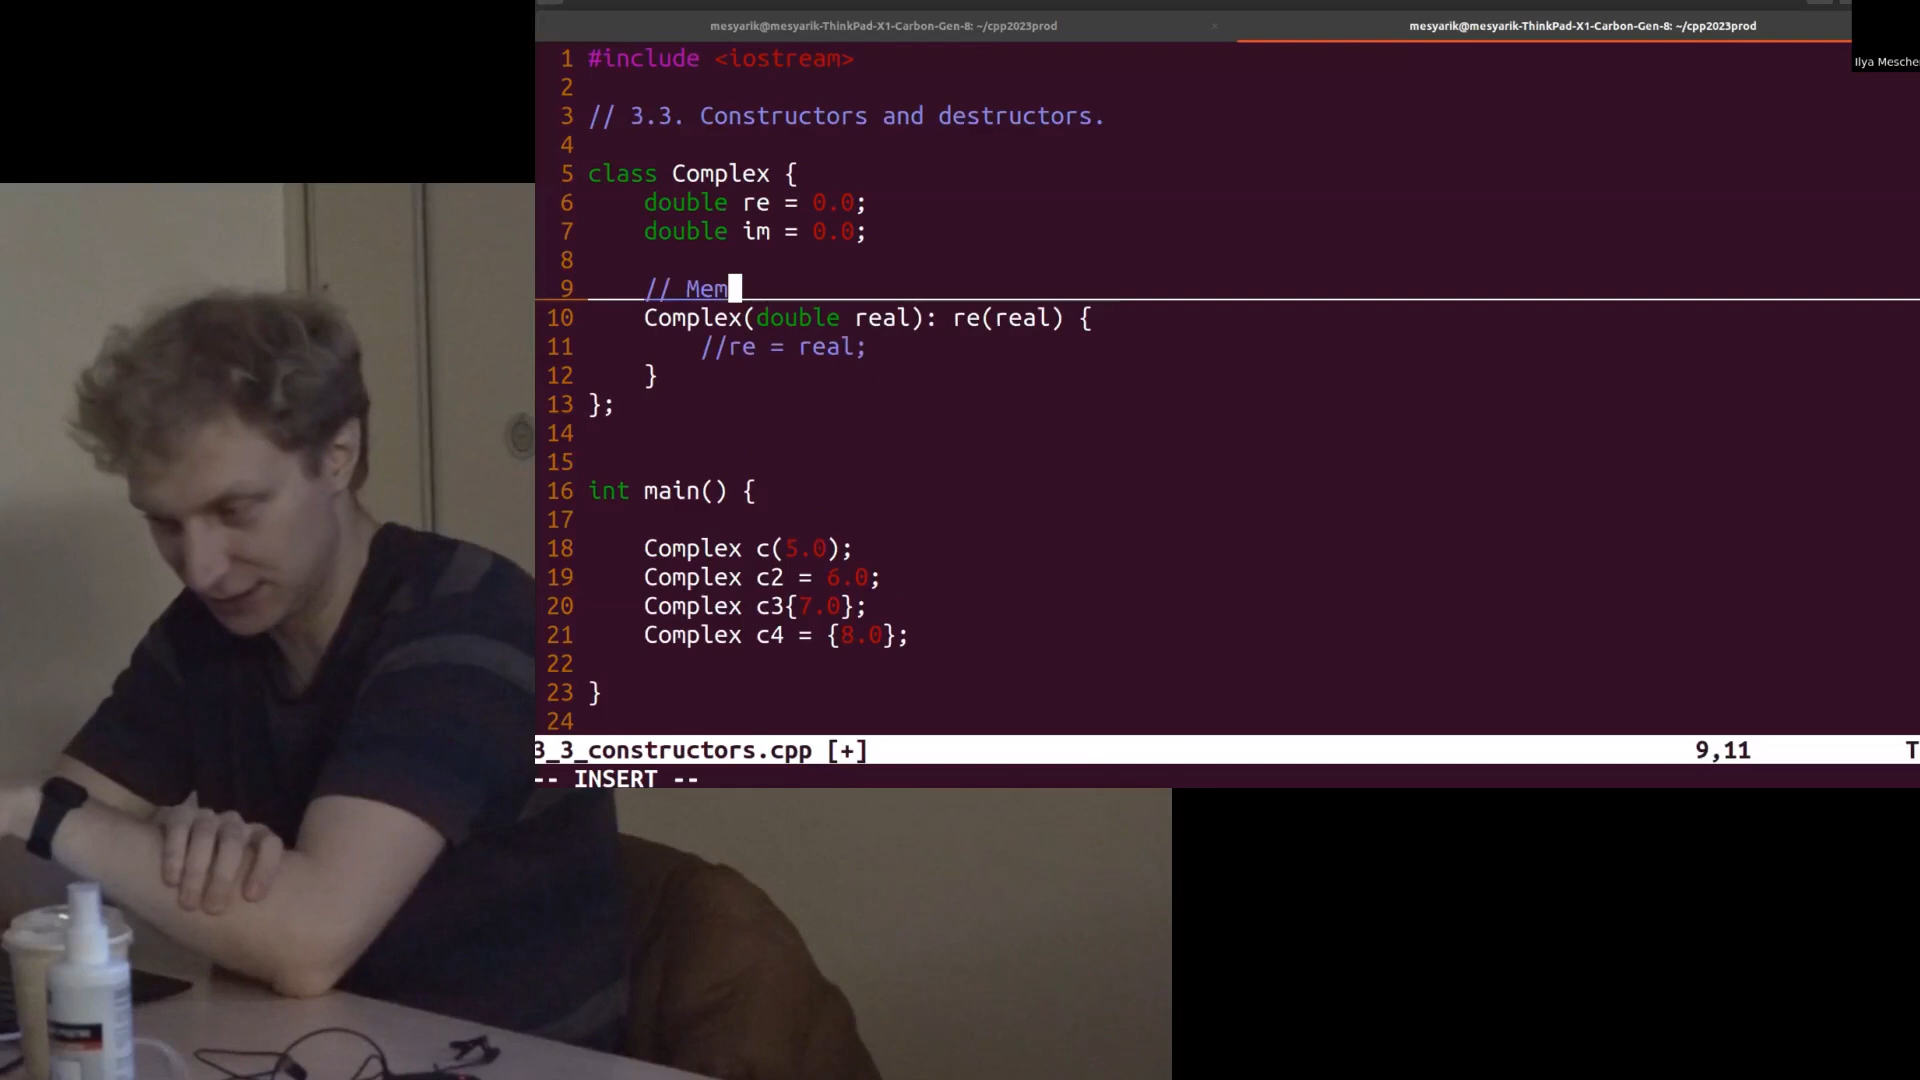 mesyarik@mesyarik-ThinkPad-X1-Carbon-Gen-8: ~/cpp2023prod
mesyarik@mesyarik-ThinkPad-X1-Carbon-Gen-8: ~/cpp2023prod
Ilya Mesche
1 #include <iostream>
2
3 // 3.3. Constructors and destructors.
4
5 class Complex {
6     double re = 0.0;
7     double im = 0.0;
8
9     // Mem
10     Complex(double real): re(real) {
11         //re = real;
12     }
13 };
14
15
16 int main() {
17
18     Complex c(5.0);
19     Complex c2 = 6.0;
20     Complex c3{7.0};
21     Complex c4 = {8.0};
22
23 }
24
3_3_constructors.cpp [+] 9,11 T
-- INSERT --